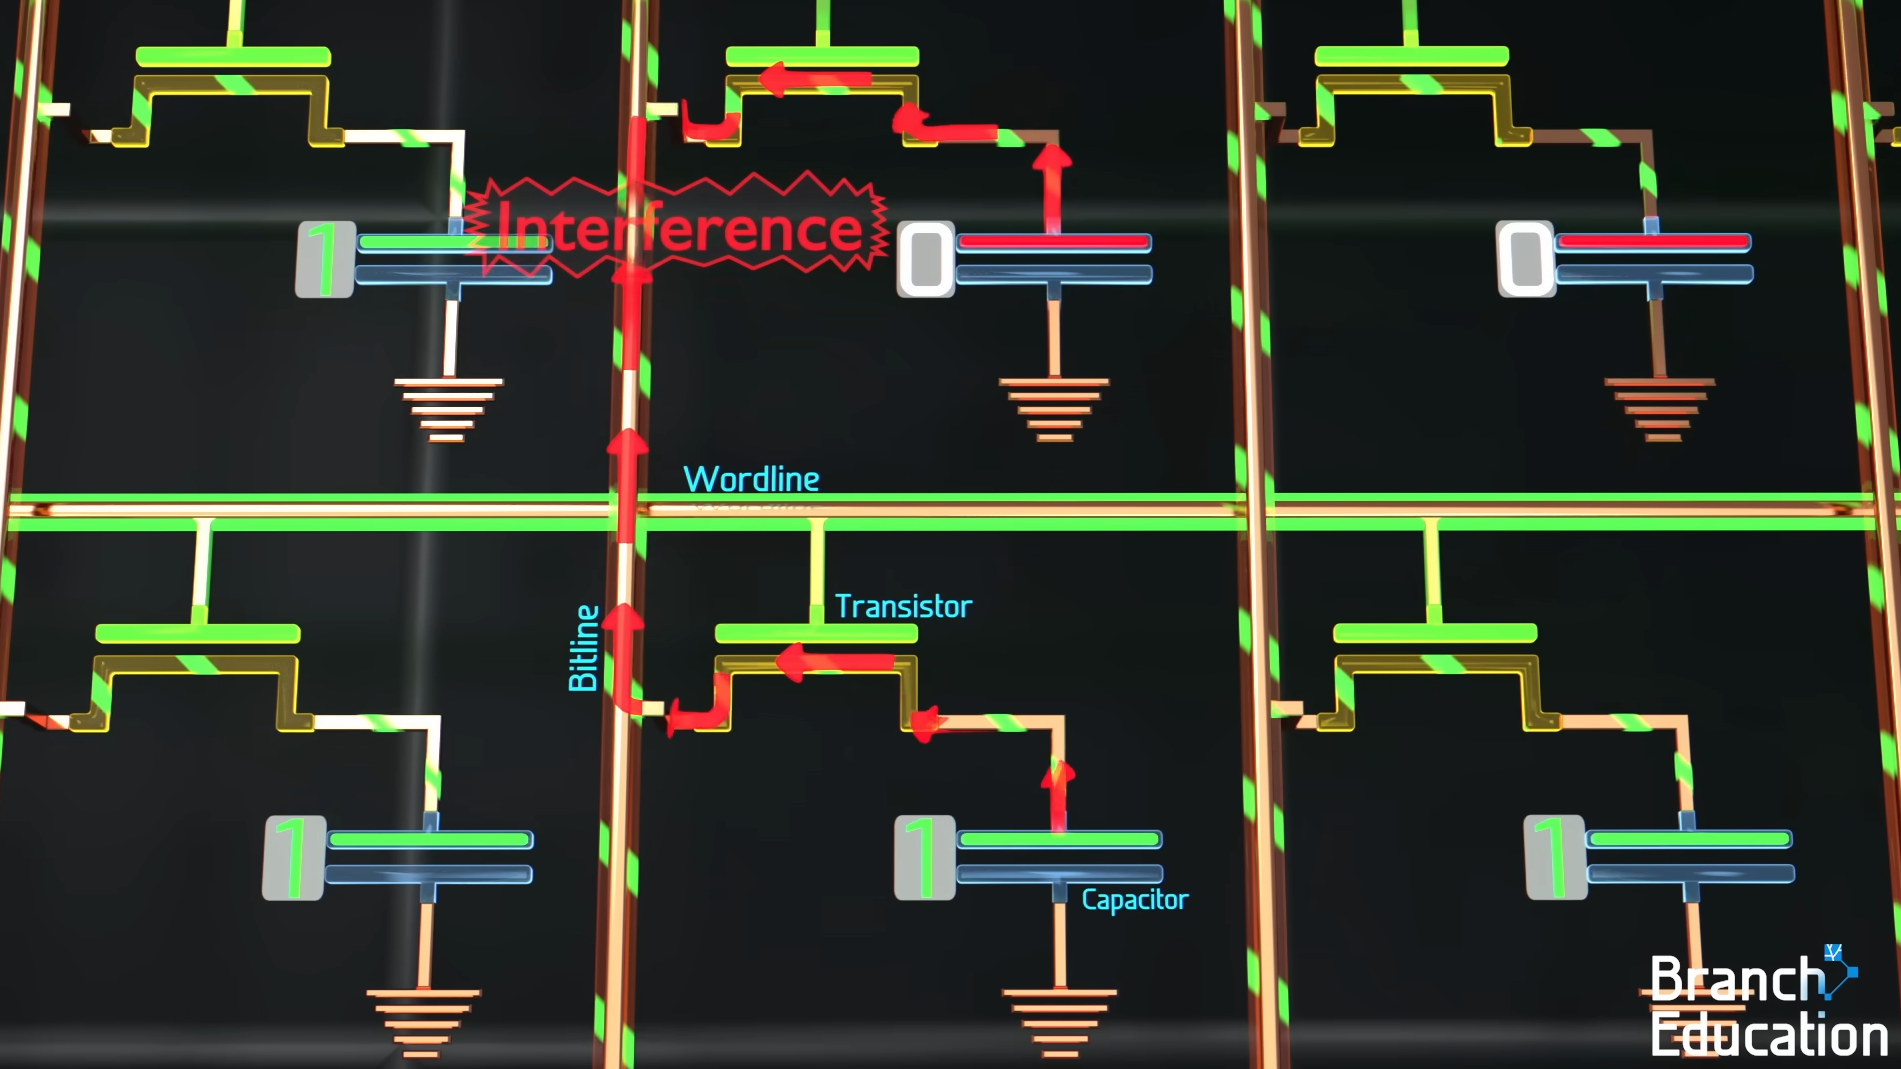 1
Interference
0
0
Wordline
Bitline
Transistor
1
1
1
Capacitor
Branch
Education